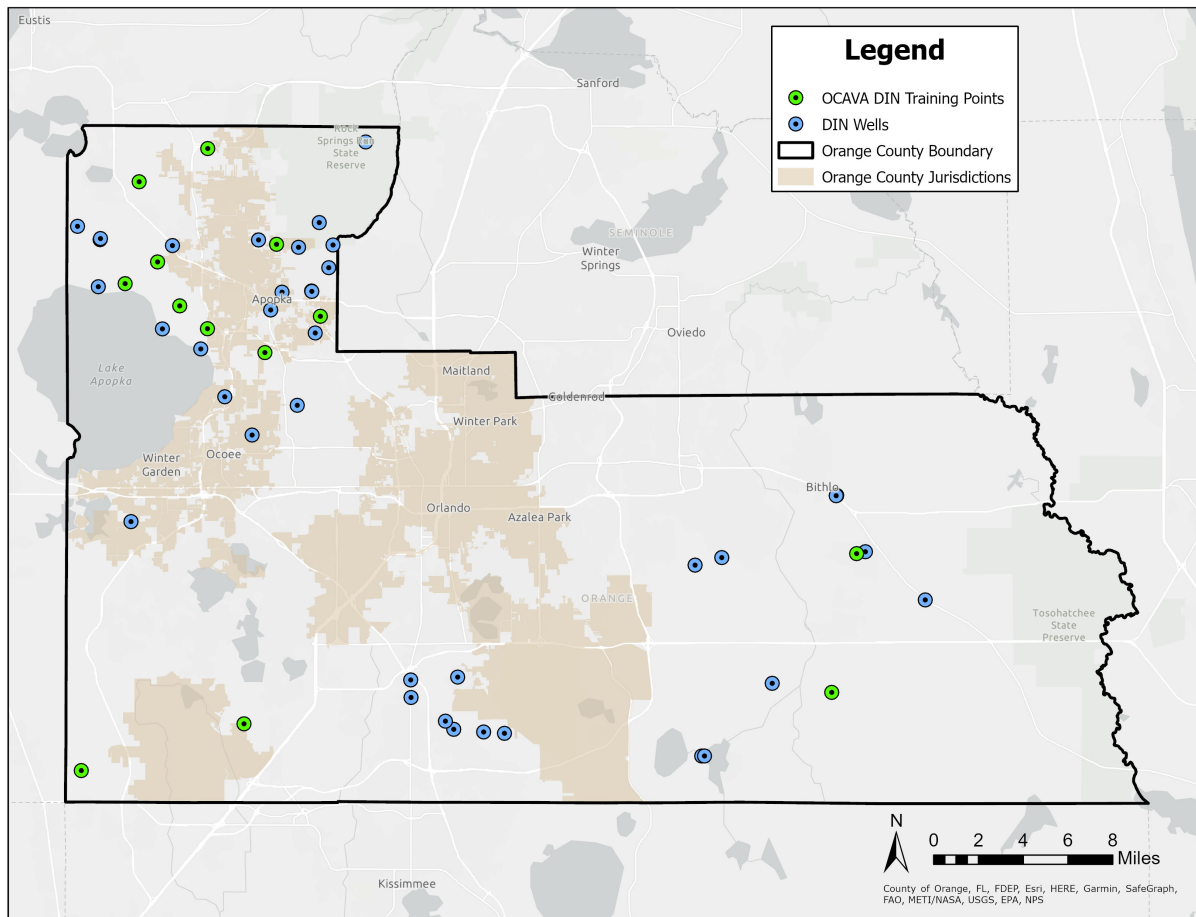 Eustis
Legend
Sanford
OCAVA DIN Training Points
DIN Wells
Orange County Boundary
Orange County Jurisdictions
Rock
Springs Run
State
Reserve
SEMINOLE
Winter
Springs
Apopka
Oviedo
Lake
Apopka
Maitland
Goldenrod
Winter Park
Winter
Garden
Ocoee
Bithlo
Orlando
Azalea Park
ORANGE
Tosohatchee
State
Preserve
N
0 2 4 6 8
Miles
Kissimmee
County of Orange, FL, FDEP, Esri, HERE, Garmin, SafeGraph,
FAO, METI/NASA, USGS, EPA, NPS